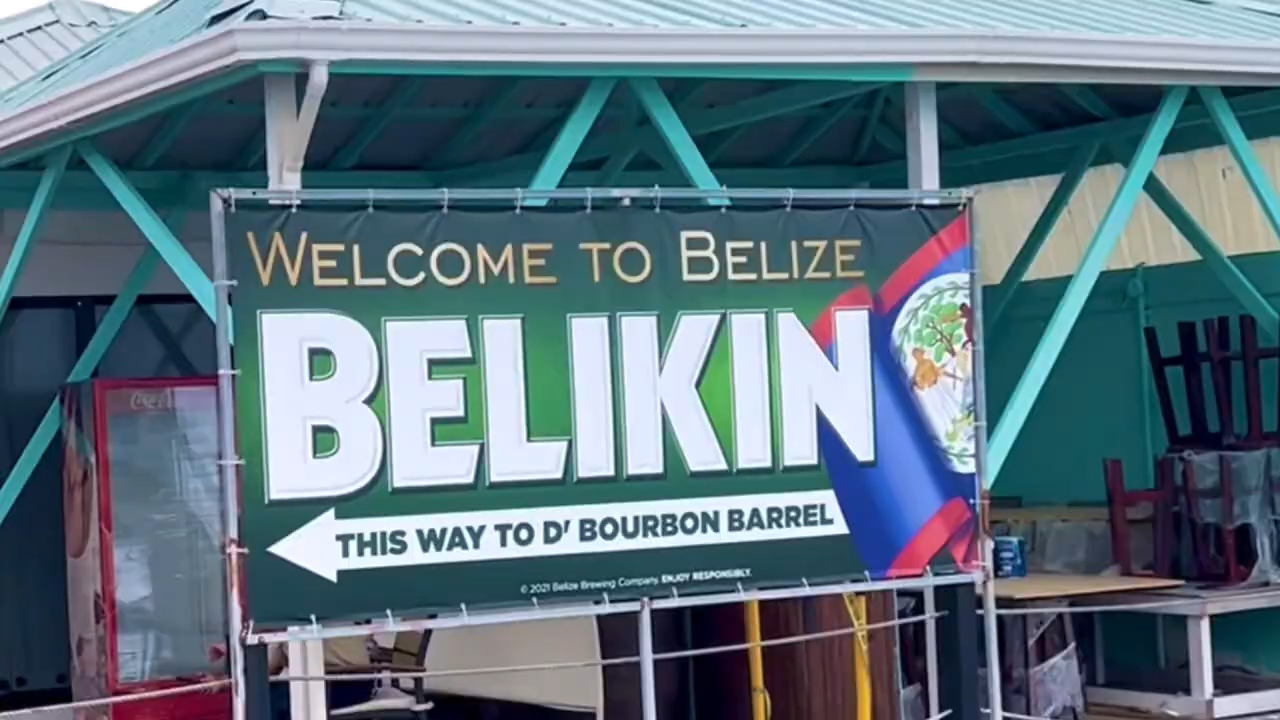 WELCOME TO BELIZE
BELIKIN
THIS WAY TO D' BOURBON BARREL
© 2021 Belize Brewing Company. ENJOY RESPONSIBLY.